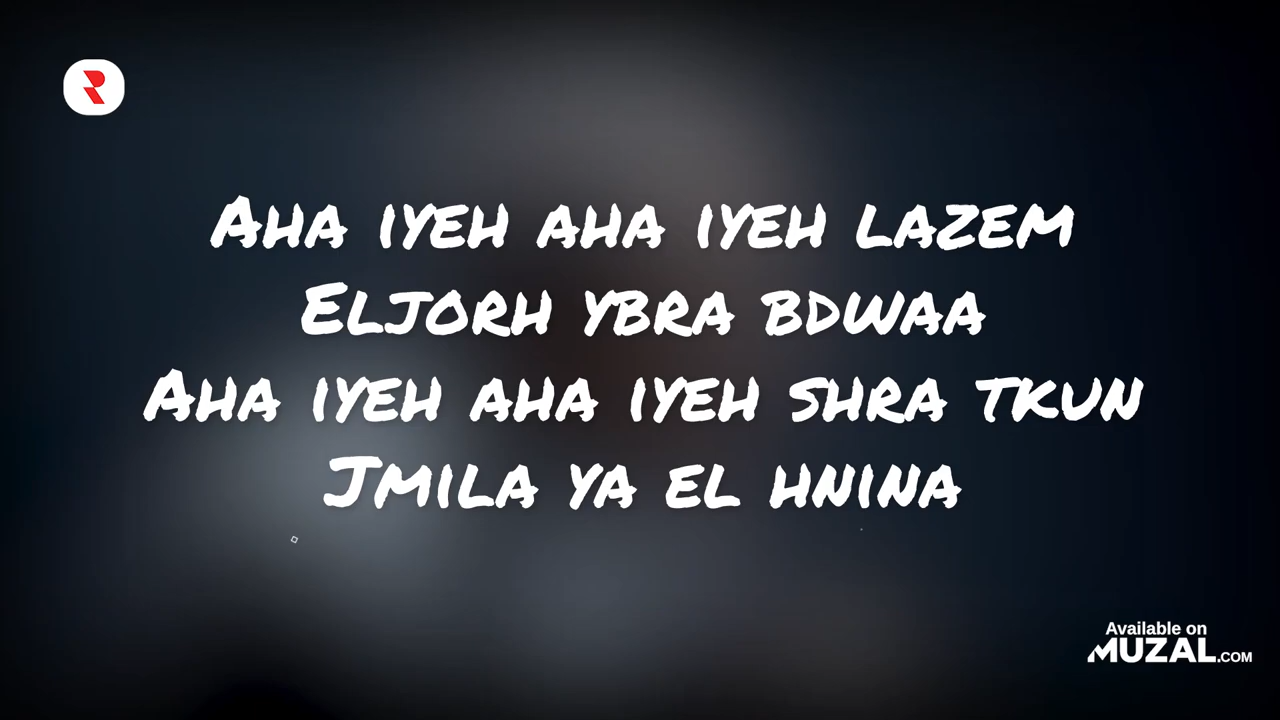 Aha iyeh aha iyeh lazem
Eljorh ybra bdwaa
Aha iyeh aha iyeh shra tkun
Jmila ya el hnina
Available on
MUZAL.COM